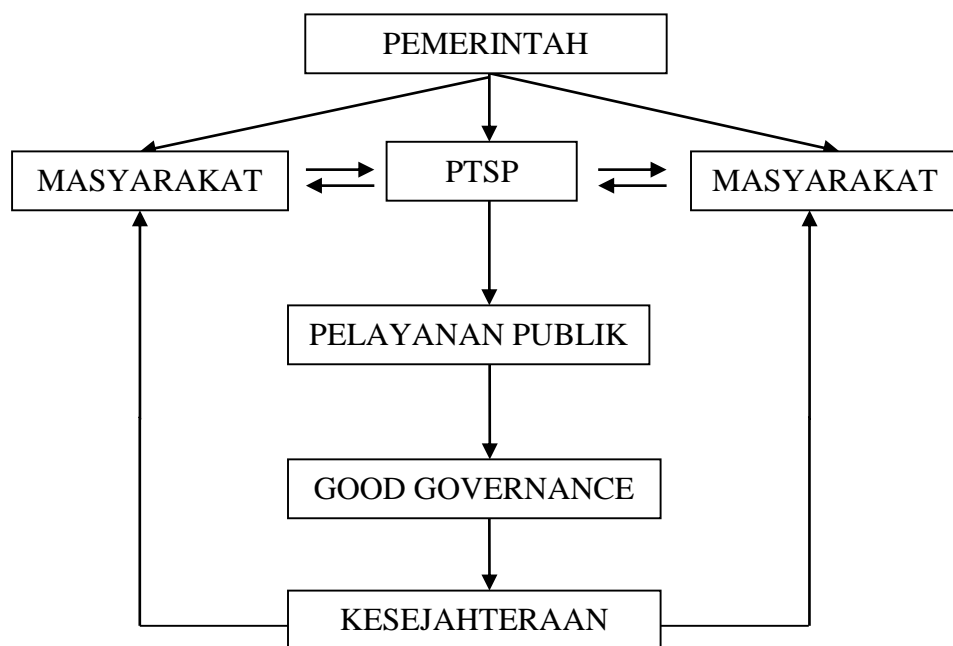 PEMERINTAH
MASYARAKAT
PTSP
MASYARAKAT
PELAYANAN PUBLIK
GOOD GOVERNANCE
KESEJAHTERAAN